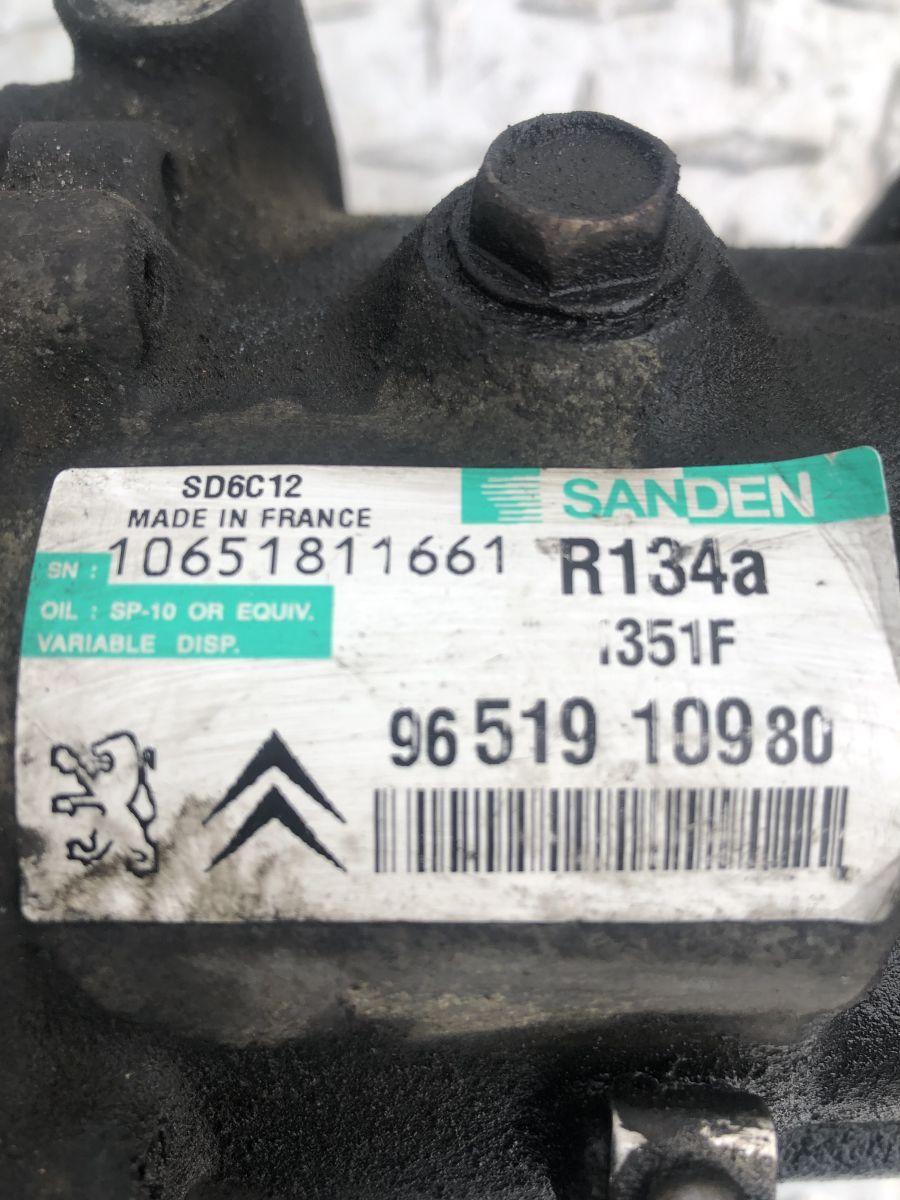 SD6C12
SANDEN
MADE IN FRANCE
SN : 10651811661
R134a
OIL : SP-10 OR EQUIV.
VARIABLE DISP.
1351F
96 519 109 80